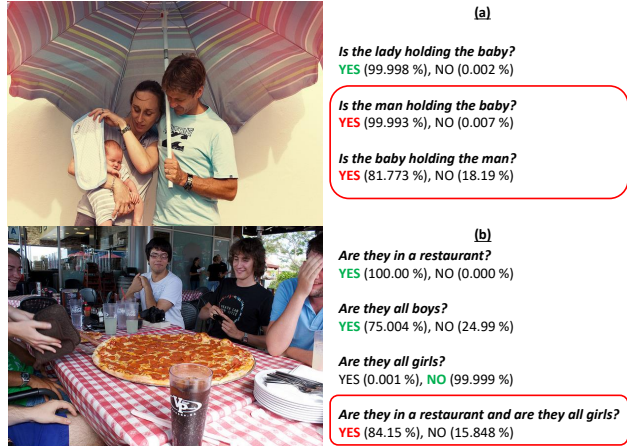 (a)
Is the lady holding the baby?
YES (99.998 %), NO (0.002 %)
Is the man holding the baby?
YES (99.993 %), NO (0.007 %)
Is the baby holding the man?
YES (81.773 %), NO (18.19 %)
(b)
Are they in a restaurant?
YES (100.00 %), NO (0.000 %)
Are they all boys?
YES (75.004 %), NO (24.99 %)
Are they all girls?
YES (0.001 %), NO (99.999 %)
Are they in a restaurant and are they all girls?
YES (84.15 %), NO (15.848 %)